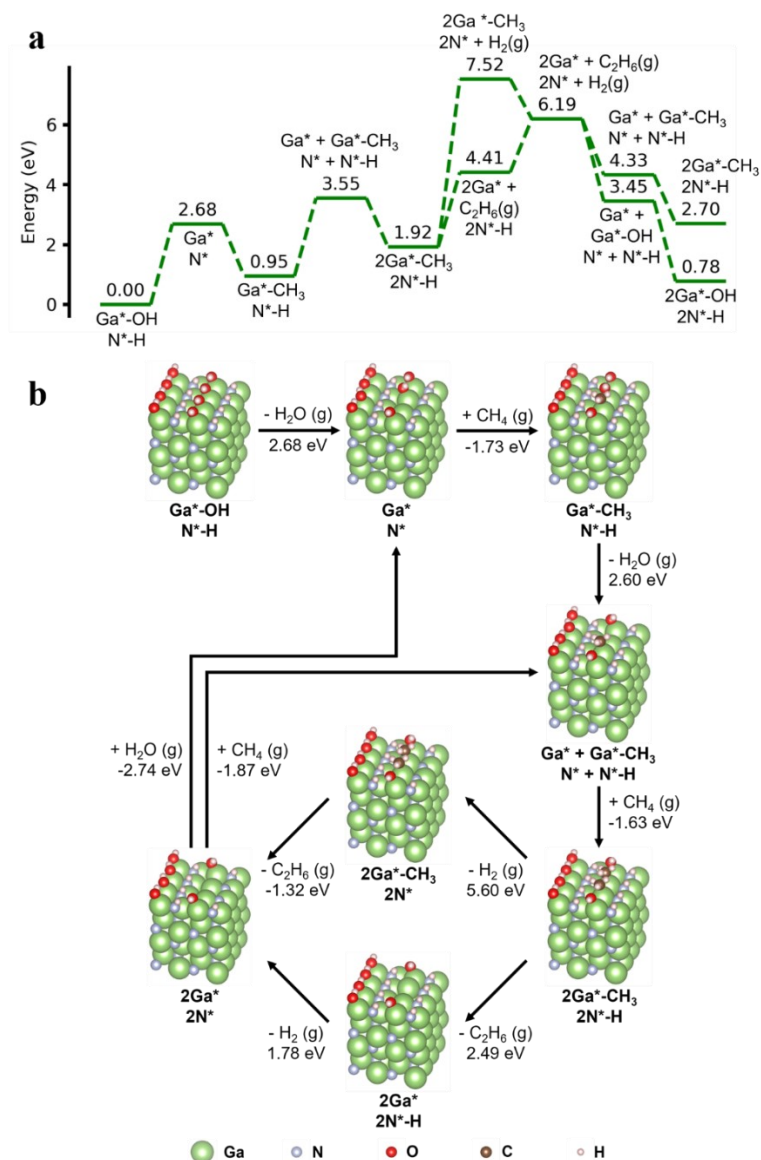 a
Energy (eV)
6
4
2
0
0.00
Ga*-OH
N*-H
2.68
Ga*
N*
0.95
Ga*-CH₃
N*-H
Ga* + Ga*-CH₃
N* + N*-H
3.55
1.92
2Ga*-CH₃
2N*-H
2Ga *-CH₃
2N* + H₂(g)
7.52
4.41
2Ga* +
C₂H₆(g)
2N*-H
2Ga* + C₂H₆(g)
2N* + H₂(g)
6.19
Ga* + Ga*-CH₃
N* + N*-H
4.33
3.45
Ga* +
Ga*-OH
N* + N*-H
2Ga*-CH₃
2N*-H
2.70
0.78
2Ga*-OH
2N*-H
b
Ga*-OH
N*-H
- H₂O (g)
2.68 eV
Ga*
N*
+ CH₄ (g)
-1.73 eV
Ga*-CH₃
N*-H
- H₂O (g)
2.60 eV
Ga* + Ga*-CH₃
N* + N*-H
+ CH₄ (g)
-1.63 eV
2Ga*-CH₃
2N*-H
- H₂ (g)
5.60 eV
2Ga*-CH₃
2N*
- C₂H₆ (g)
-1.32 eV
- C₂H₆ (g)
2.49 eV
2Ga*
2N*-H
- H₂ (g)
1.78 eV
2Ga*
2N*
+ H₂O (g)
-2.74 eV
+ CH₄ (g)
-1.87 eV
Ga N O C H